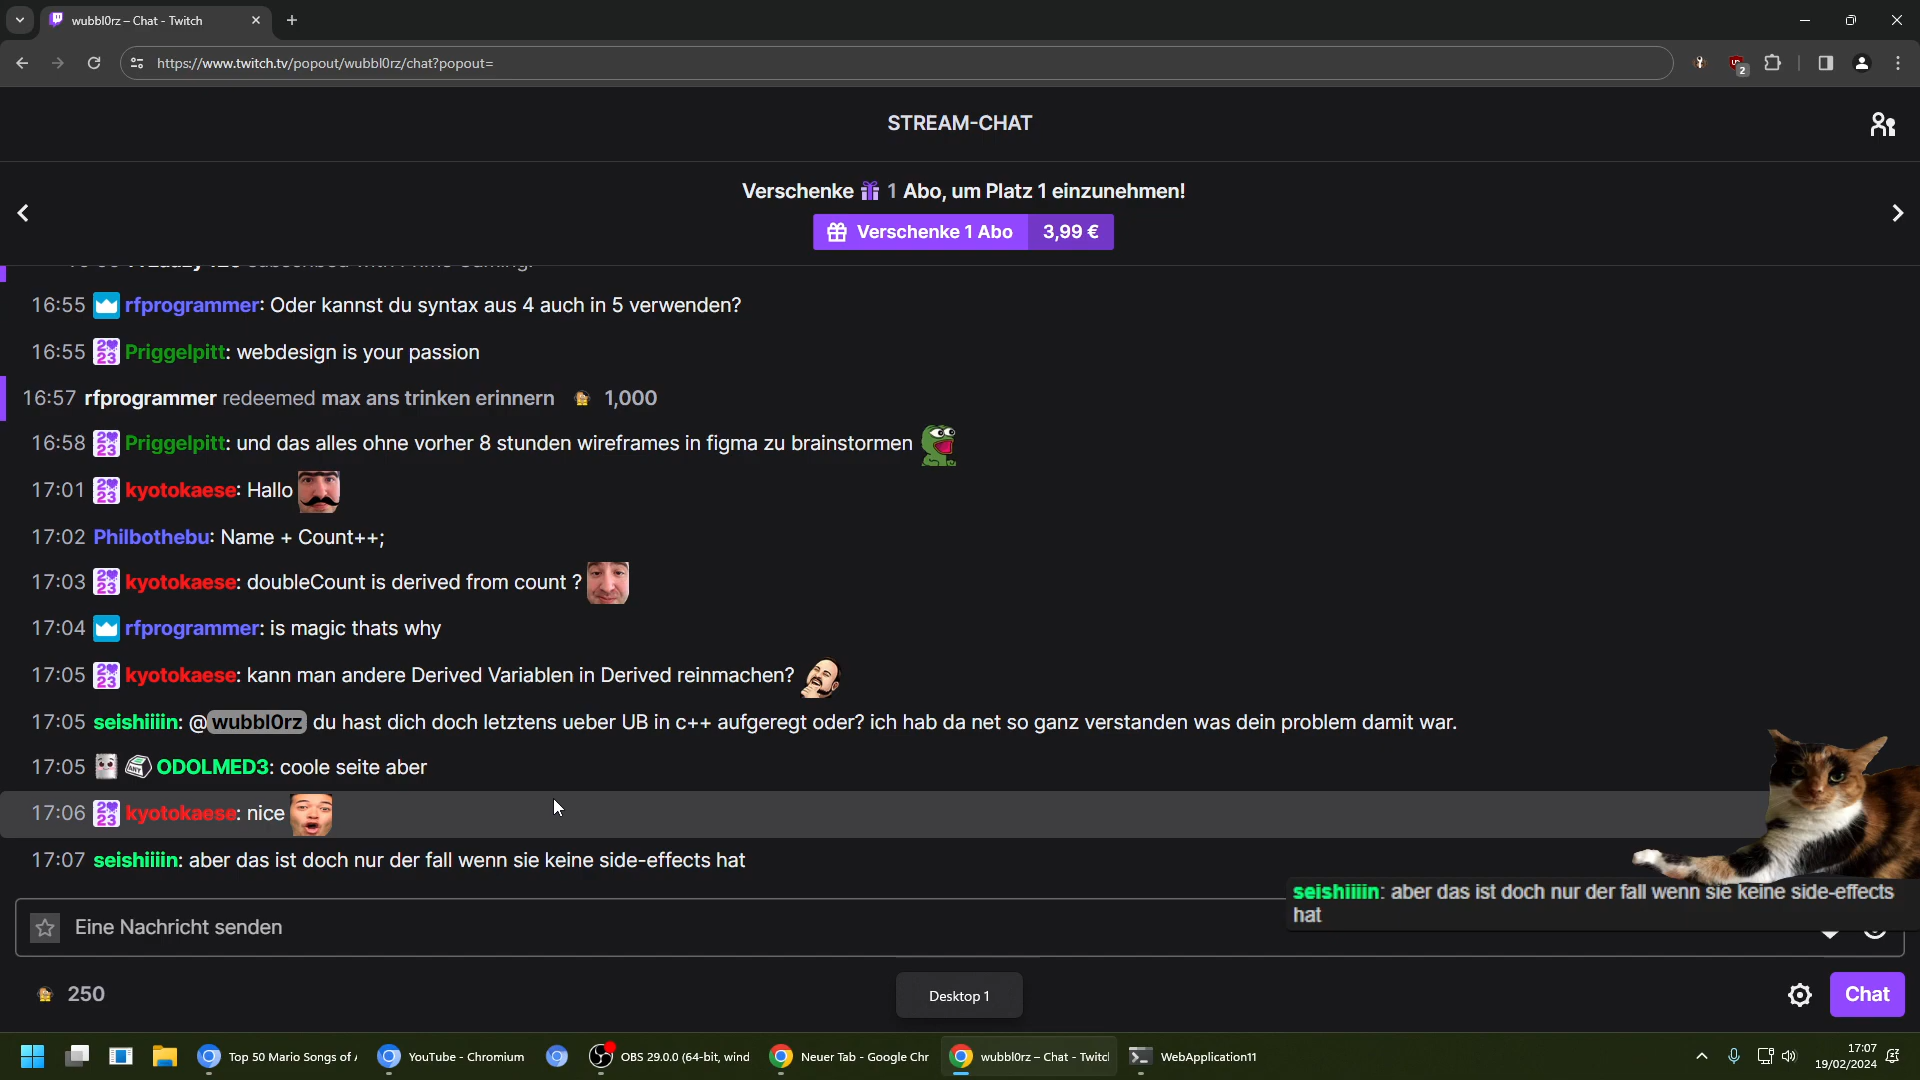 wubbl0rz – Chat - Twitch
https://www.twitch.tv/popout/wubbl0rz/chat?popout=
2
STREAM-CHAT
Verschenke 1 Abo, um Platz 1 einzunehmen!
Verschenke 1 Abo 3,99 €
16:55 rfprogrammer: Oder kannst du syntax aus 4 auch in 5 verwenden?
16:55 Priggelpitt: webdesign is your passion
16:57 rfprogrammer redeemed max ans trinken erinnern 1,000
16:58 Priggelpitt: und das alles ohne vorher 8 stunden wireframes in figma zu brainstormen
17:01 kyotokaese: Hallo
17:02 Philbothebu: Name + Count++;
17:03 kyotokaese: doubleCount is derived from count ?
17:04 rfprogrammer: is magic thats why
17:05 kyotokaese: kann man andere Derived Variablen in Derived reinmachen?
17:05 seishiiiin: @wubbl0rz du hast dich doch letztens ueber UB in c++ aufgeregt oder? ich hab da net so ganz verstanden was dein problem damit war.
17:05 ODOLMED3: coole seite aber
17:06 kyotokaese: nice
17:07 seishiiiin: aber das ist doch nur der fall wenn sie keine side-effects hat
seishiiiin: aber das ist doch nur der fall wenn sie keine side-effects
hat
Eine Nachricht senden
250
Desktop 1
Chat
Top 50 Mario Songs of
YouTube - Chromium
OBS 29.0.0 (64-bit, wind
Neuer Tab - Google Chr
wubbl0rz – Chat - Twitc
WebApplication11
17:07
19/02/2024